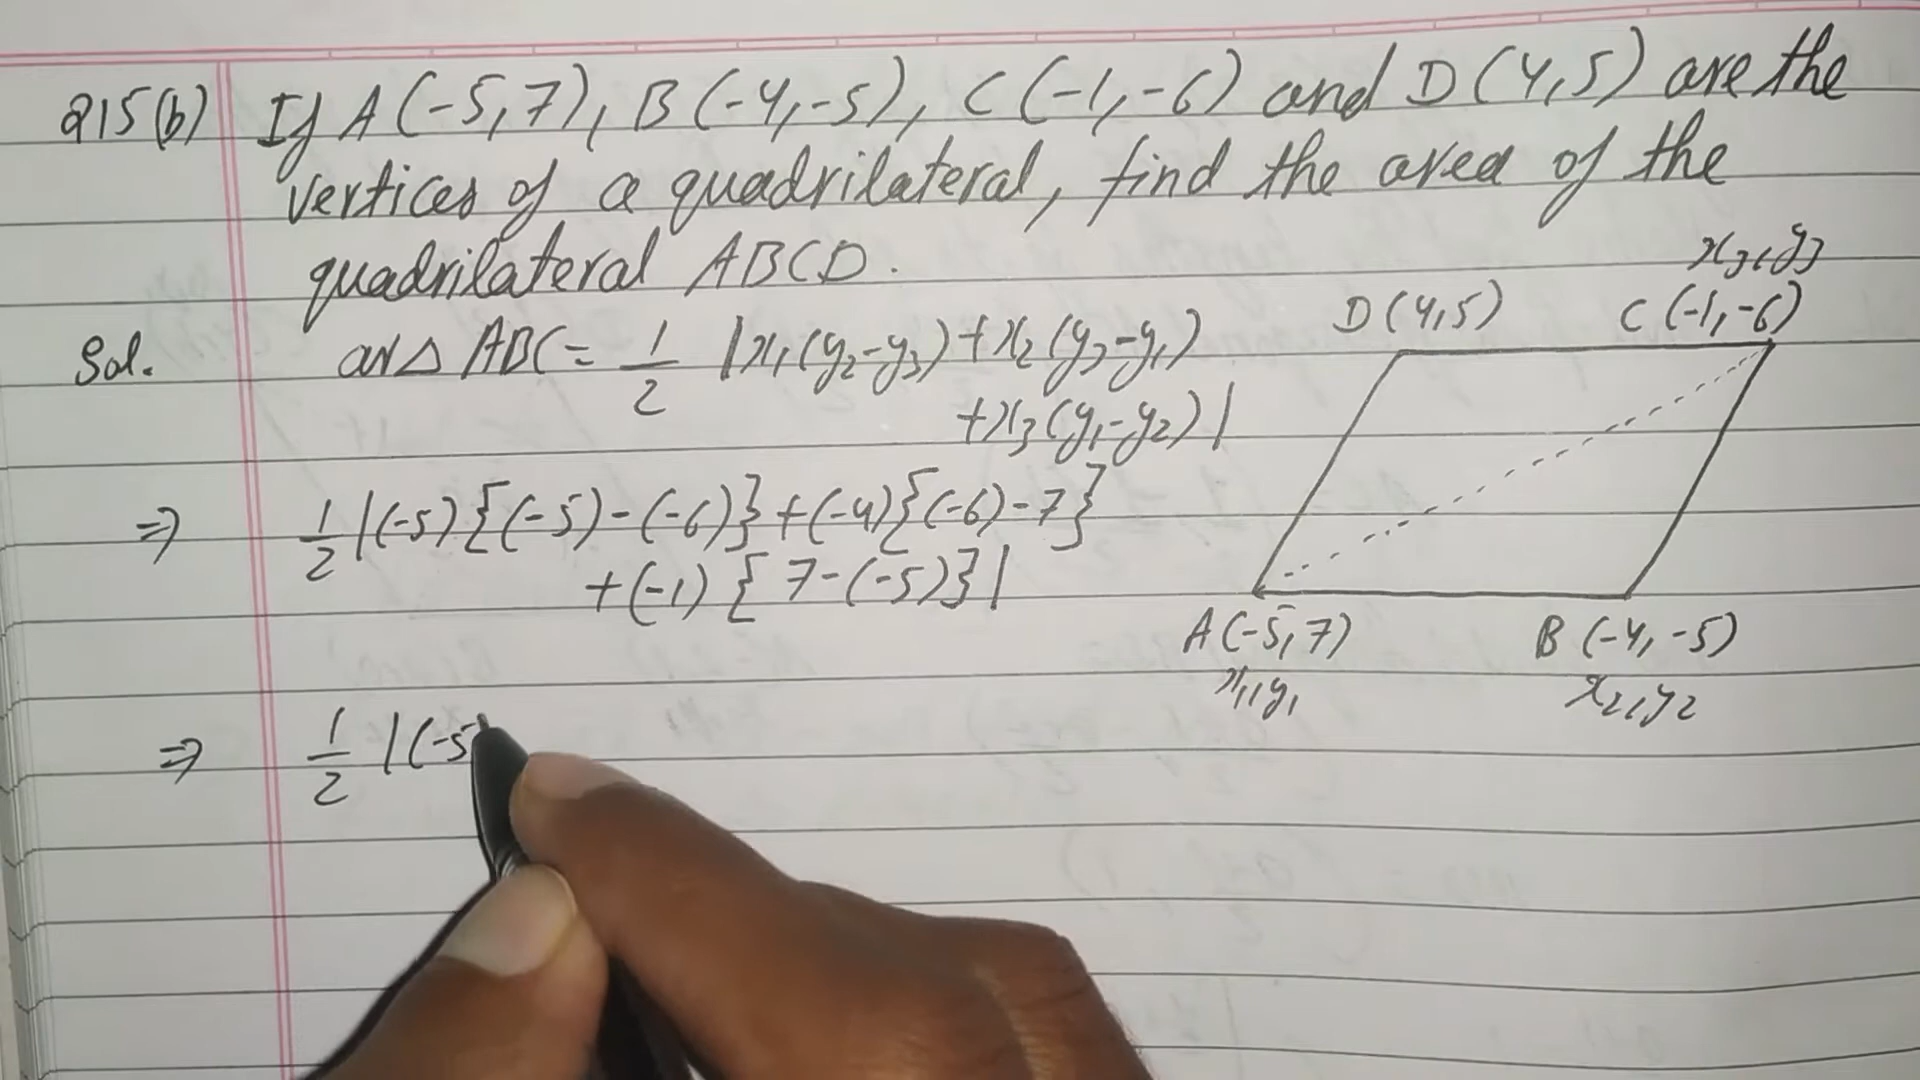 Q15(b) If A(-5,7), B(-4,-5), C(-1,-6) and D(4,5) are the
vertices of a quadrilateral, find the area of the
quadrilateral ABCD.
Sol. ar△ ABC = 1/2 |x₁(y₂-y₃)+x₂(y₃-y₁)
+x₃(y₁-y₂)|
⇒ 1/2 |(-5){(-5)-(-6)}+(-4){(-6)-7}
+(-1){7-(-5)}|
⇒ 1/2 |(-5
x₃,y₃
D(4,5) C(-1,-6)
A(-5,7) B(-4,-5)
x₁,y₁ x₂,y₂